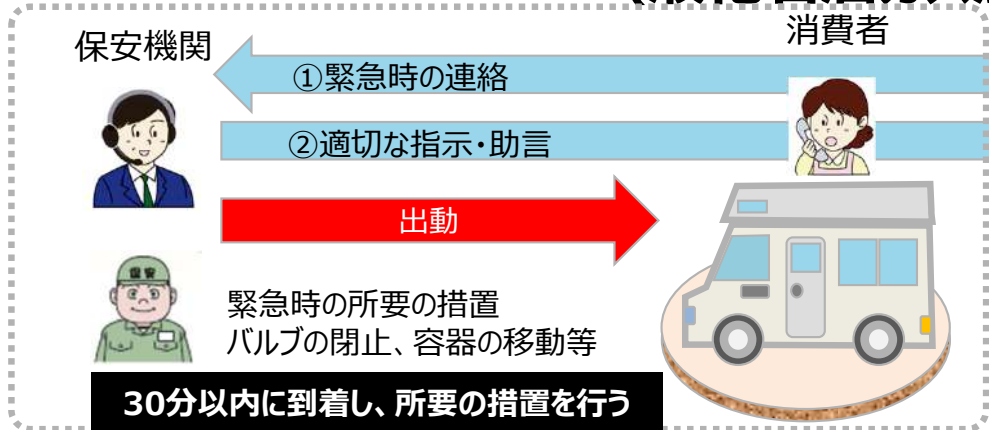 保安機関
消費者
①緊急時の連絡
②適切な指示・助言
出動
保安
緊急時の所要の措置
バルブの閉止、容器の移動等
30分以内に到着し、所要の措置を行う